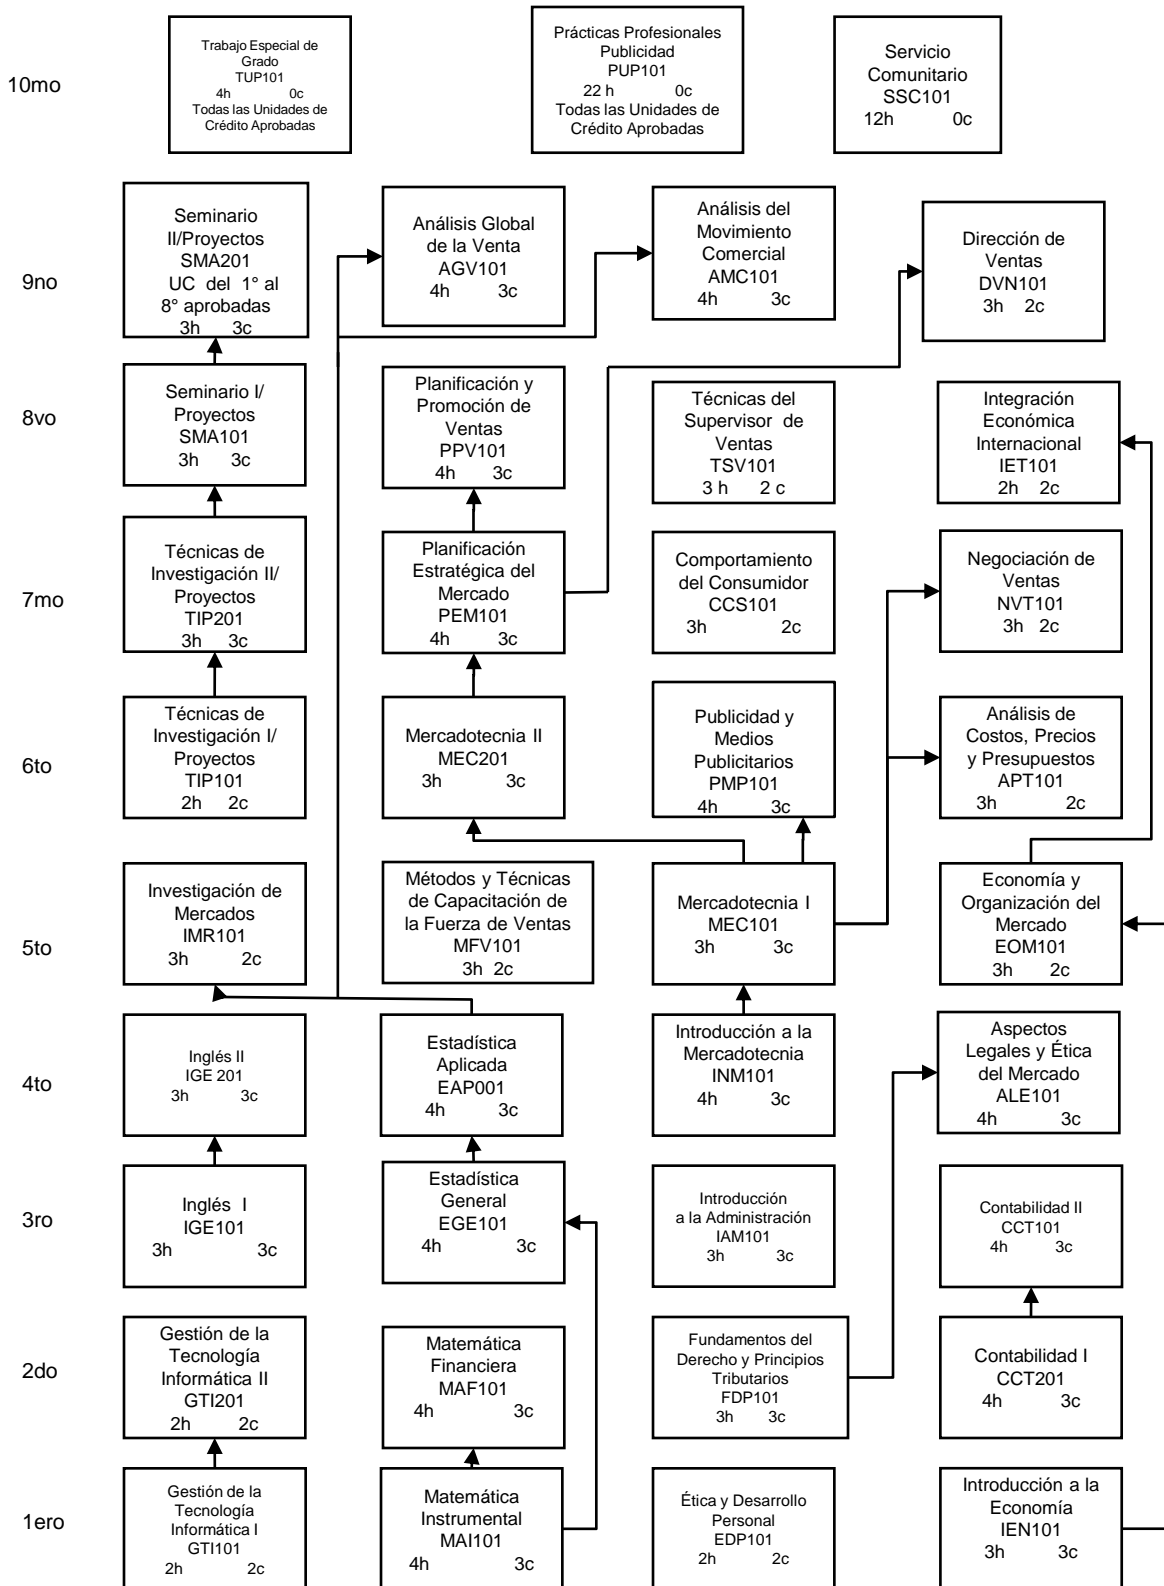 10mo
Trabajo Especial de
Grado
TUP101
4h 0c
Todas las Unidades de
Crédito Aprobadas
Prácticas Profesionales
Publicidad
PUP101
22 h 0c
Todas las Unidades de
Crédito Aprobadas
Servicio
Comunitario
SSC101
12h 0c
9no
Seminario
II/Proyectos
SMA201
UC del 1° al
8° aprobadas
3h 3c
Análisis Global
de la Venta
AGV101
4h 3c
Análisis del
Movimiento
Comercial
AMC101
4h 3c
Dirección de
Ventas
DVN101
3h 2c
8vo
Seminario I/
Proyectos
SMA101
3h 3c
Planificación y
Promoción de
Ventas
PPV101
4h 3c
Técnicas del
Supervisor de
Ventas
TSV101
3 h 2 c
Integración
Económica
Internacional
IET101
2h 2c
7mo
Técnicas de
Investigación II/
Proyectos
TIP201
3h 3c
Planificación
Estratégica del
Mercado
PEM101
4h 3c
Comportamiento
del Consumidor
CCS101
3h 2c
Negociación de
Ventas
NVT101
3h 2c
6to
Técnicas de
Investigación I/
Proyectos
TIP101
2h 2c
Mercadotecnia II
MEC201
3h 3c
Publicidad y
Medios
Publicitarios
PMP101
4h 3c
Análisis de
Costos, Precios
y Presupuestos
APT101
3h 2c
5to
Investigación de
Mercados
IMR101
3h 2c
Métodos y Técnicas
de Capacitación de
la Fuerza de Ventas
MFV101
3h 2c
Mercadotecnia I
MEC101
3h 3c
Economía y
Organización del
Mercado
EOM101
3h 2c
4to
Inglés II
IGE 201
3h 3c
Estadística
Aplicada
EAP001
4h 3c
Introducción a la
Mercadotecnia
INM101
4h 3c
Aspectos
Legales y Ética
del Mercado
ALE101
4h 3c
3ro
Inglés I
IGE101
3h 3c
Estadística
General
EGE101
4h 3c
Introducción
a la Administración
IAM101
3h 3c
Contabilidad II
CCT101
4h 3c
2do
Gestión de la
Tecnología
Informática II
GTI201
2h 2c
Matemática
Financiera
MAF101
4h 3c
Fundamentos del
Derecho y Principios
Tributarios
FDP101
3h 3c
Contabilidad I
CCT201
4h 3c
1ero
Gestión de la
Tecnología
Informática I
GTI101
2h 2c
Matemática
Instrumental
MAI101
4h 3c
Ética y Desarrollo
Personal
EDP101
2h 2c
Introducción a la
Economía
IEN101
3h 3c